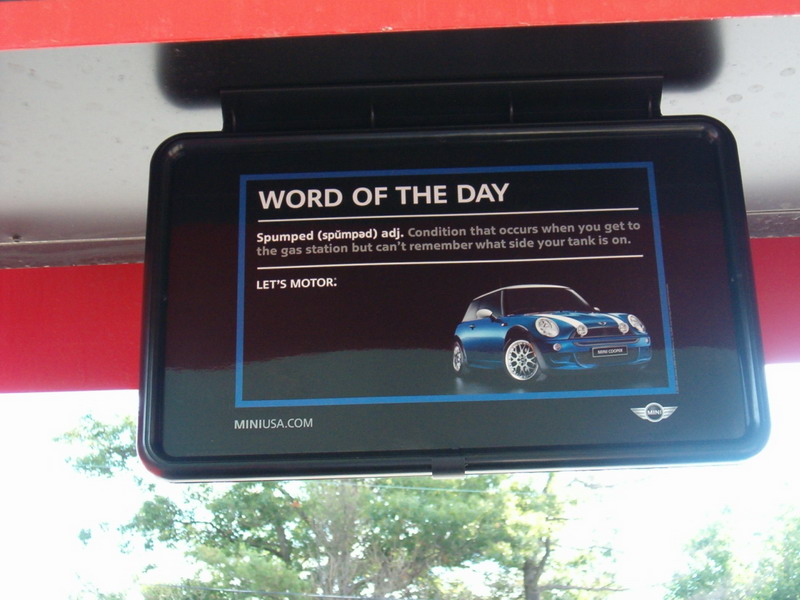 WORD OF THE DAY
Spumped (spŭmpəd) adj. Condition that occurs when you get to
the gas station but can't remember what side your tank is on.
LET'S MOTOR:
MINI COOPER
MINIUSA.COM
MINI